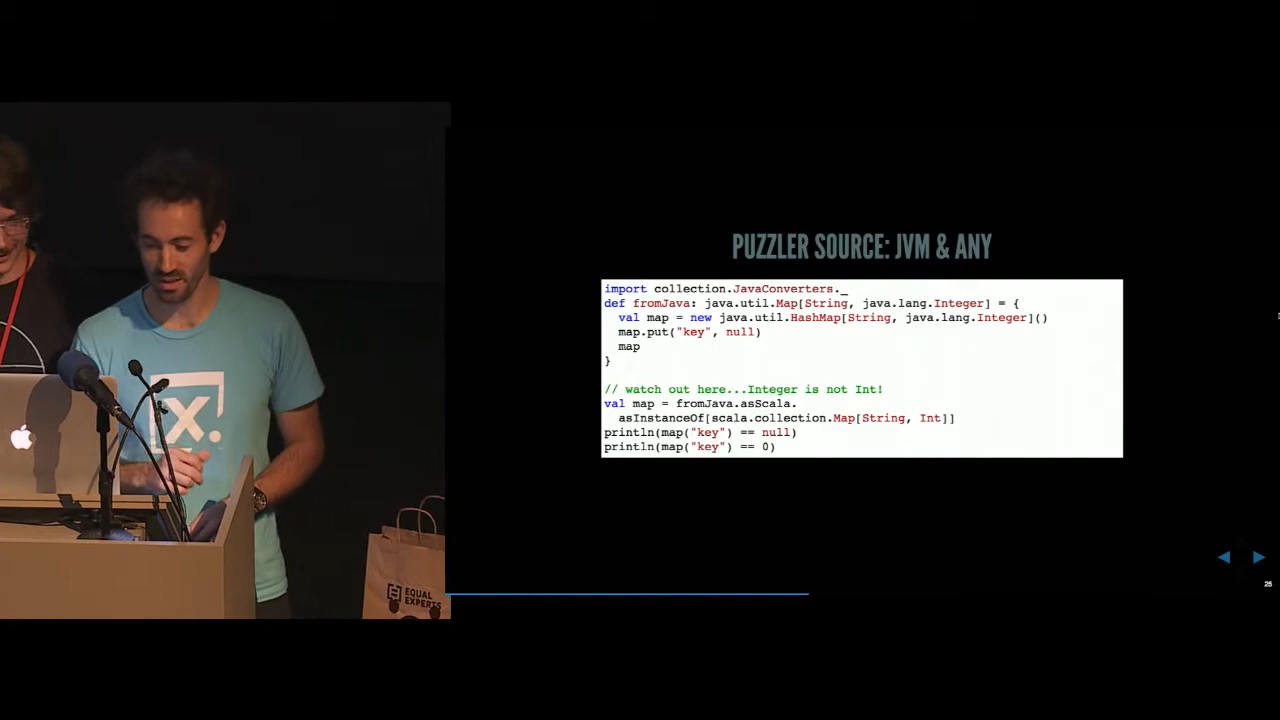 PUZZLER SOURCE: JVM & ANY
import collection.JavaConverters._
def fromJava: java.util.Map[String, java.lang.Integer] = {
  val map = new java.util.HashMap[String, java.lang.Integer]()
  map.put("key", null)
  map
}
// watch out here...Integer is not Int!
val map = fromJava.asScala.
  asInstanceOf[scala.collection.Map[String, Int]]
println(map("key") == null)
println(map("key") == 0)
X.
EQUAL
EXPERTS
25